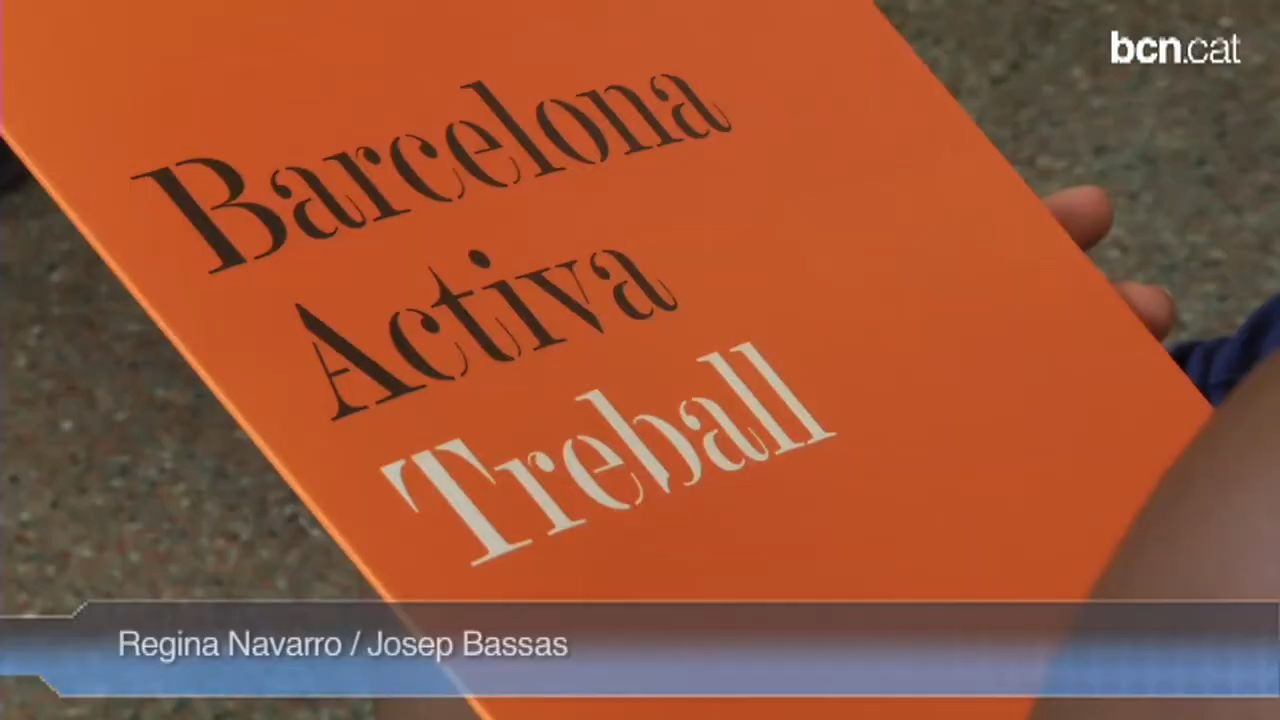 bcn.cat
Barcelona
Activa
Treball
Regina Navarro / Josep Bassas